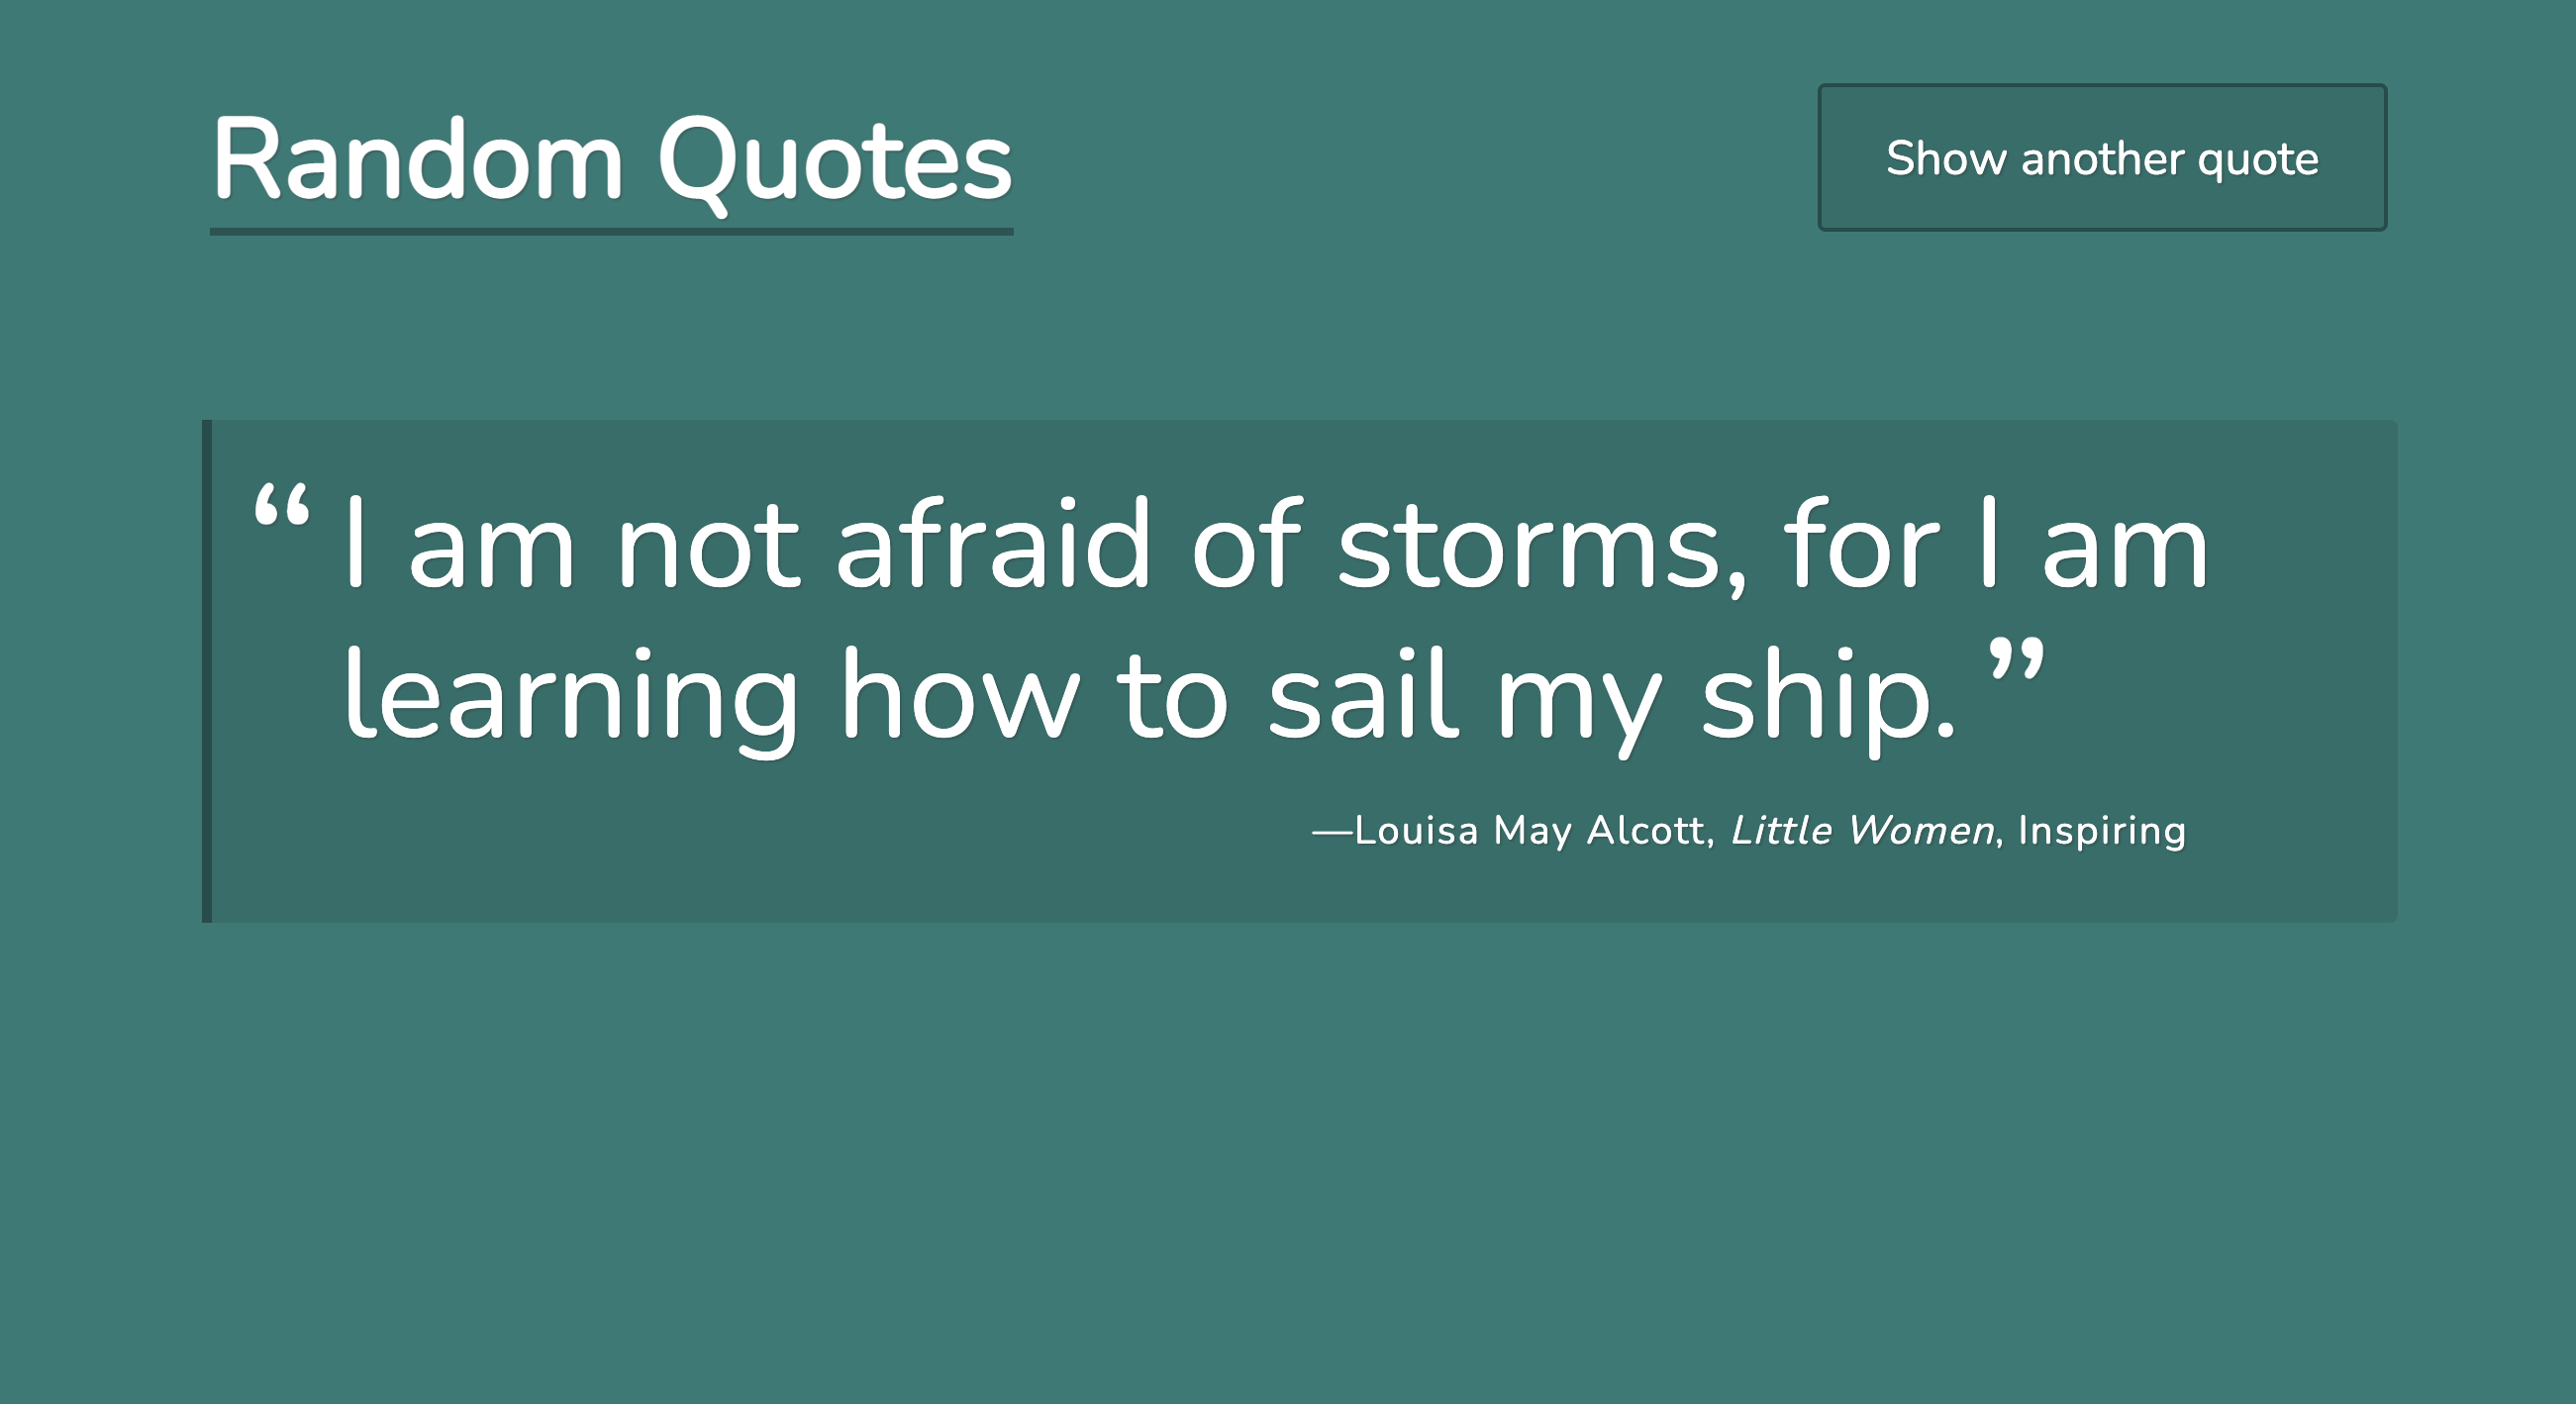 Random Quotes
Show another quote
“ I am not afraid of storms, for I am
learning how to sail my ship. ”
—Louisa May Alcott, Little Women, Inspiring